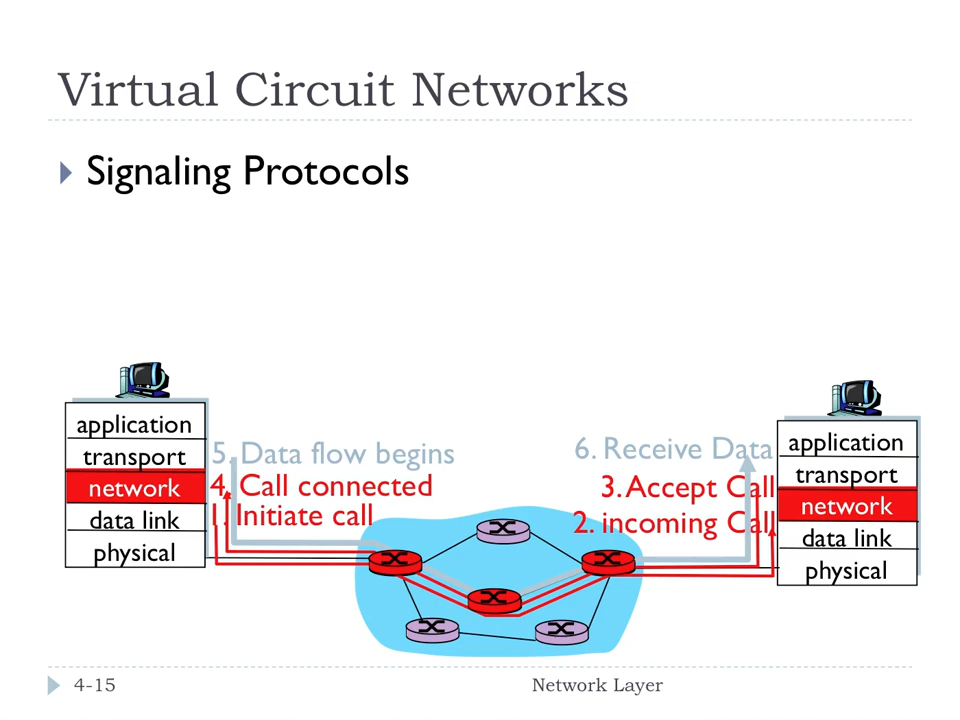 Virtual Circuit Networks
Signaling Protocols
application
transport
network
data link
physical
5. Data flow begins
4. Call connected
1. Initiate call
6. Receive Data
3. Accept Call
2. incoming Call
application
transport
network
data link
physical
4-15
Network Layer